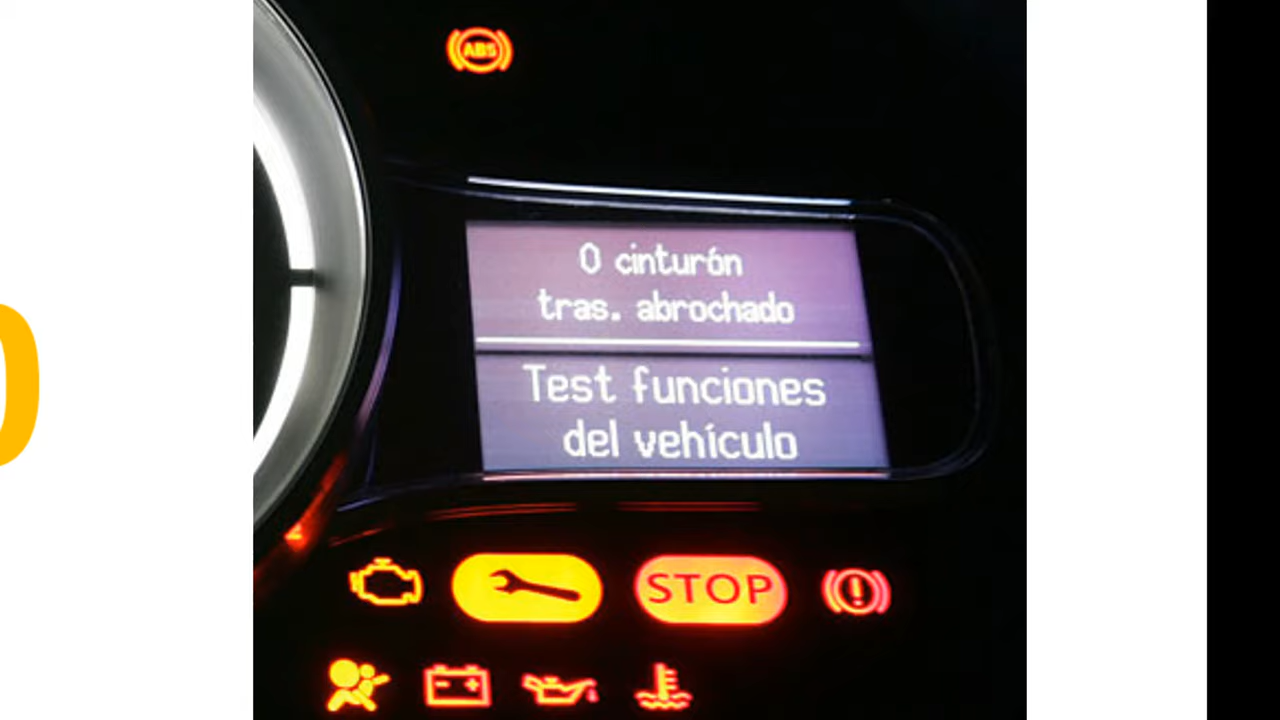 ABS
0 cinturón
tras. abrochado
Test funciones
del vehículo
STOP